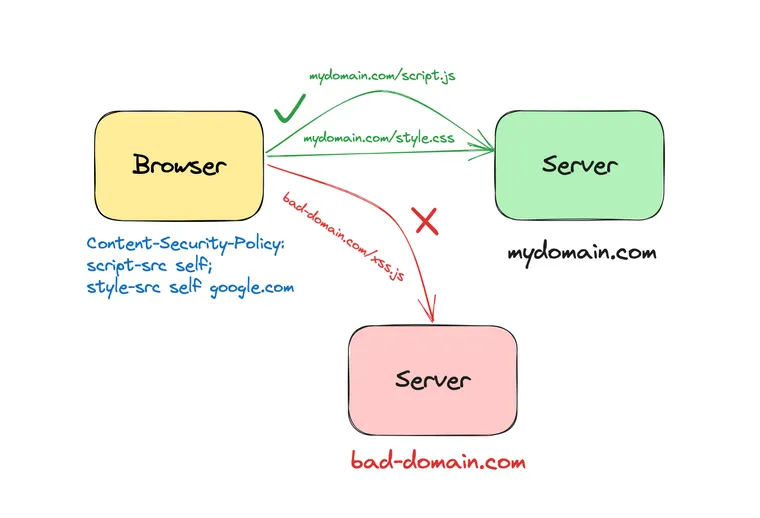 mydomain.com/script.js
mydomain.com/style.css
Browser
Server
bad-domain.com/xss.js
Content-Security-Policy:
script-src self;
style-src self google.com
mydomain.com
Server
bad-domain.com